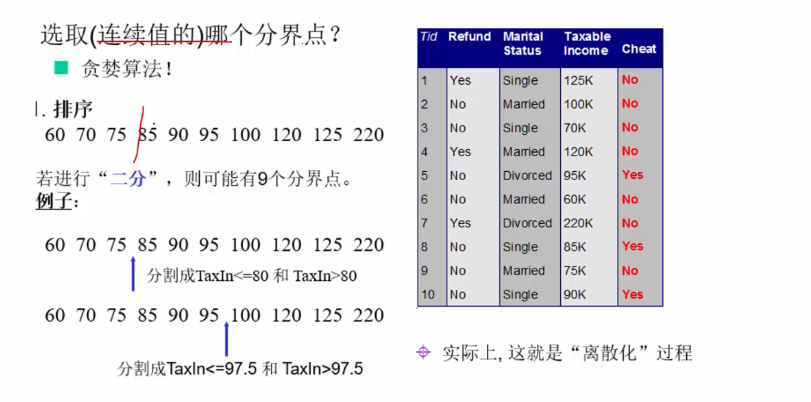 选取(连续值的)哪个分界点？
■ 贪婪算法！
I. 排序
60 70 75 85 90 95 100 120 125 220
若进行“二分”，则可能有9个分界点。
例子：
60 70 75 85 90 95 100 120 125 220
分割成TaxIn<=80 和 TaxIn>80
60 70 75 85 90 95 100 120 125 220
分割成TaxIn<=97.5 和 TaxIn>97.5
Tid Refund Marital Status Taxable Income Cheat
1 Yes Single 125K No
2 No Married 100K No
3 No Single 70K No
4 Yes Married 120K No
5 No Divorced 95K Yes
6 No Married 60K No
7 Yes Divorced 220K No
8 No Single 85K Yes
9 No Married 75K No
10 No Single 90K Yes
实际上, 这就是“离散化”过程